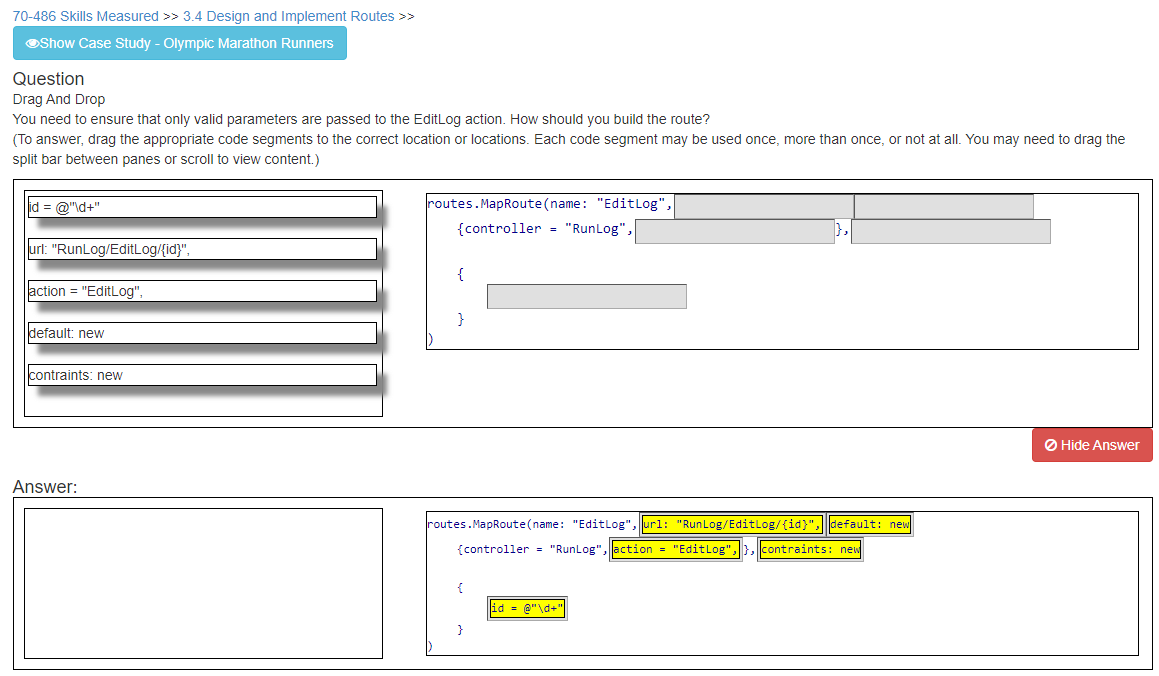 70-486 Skills Measured >> 3.4 Design and Implement Routes >>
Show Case Study - Olympic Marathon Runners
Question
Drag And Drop
You need to ensure that only valid parameters are passed to the EditLog action. How should you build the route?
(To answer, drag the appropriate code segments to the correct location or locations. Each code segment may be used once, more than once, or not at all. You may need to drag the
split bar between panes or scroll to view content.)
id = @"\d+"
url: "RunLog/EditLog/{id}",
action = "EditLog",
default: new
contraints: new
routes.MapRoute(name: "EditLog",
{controller = "RunLog", },
{
}
)
Hide Answer
Answer:
routes.MapRoute(name: "EditLog", url: "RunLog/EditLog/{id}", default: new
{controller = "RunLog", action = "EditLog", }, contraints: new
{
id = @"\d+"
}
)